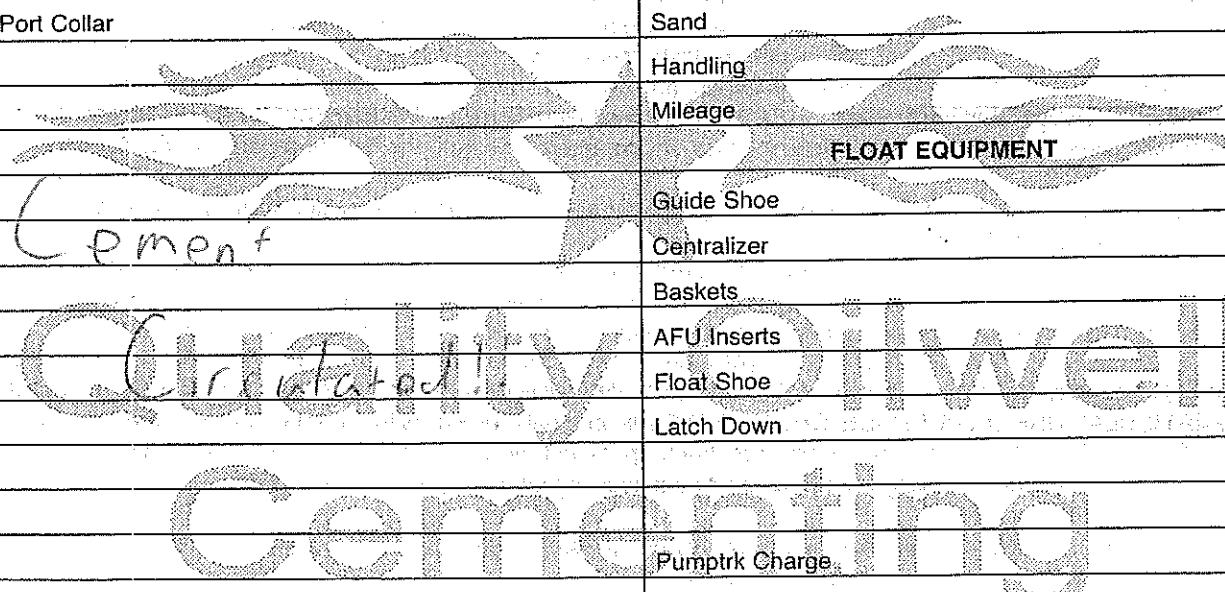 Port Collar
Sand
Handling
Mileage
FLOAT EQUIPMENT
Guide Shoe
Cement
Centralizer
Baskets
AFU Inserts
Circulated!!
Float Shoe
Latch Down
Quality Oilwell
Cementing
Pumptrk Charge